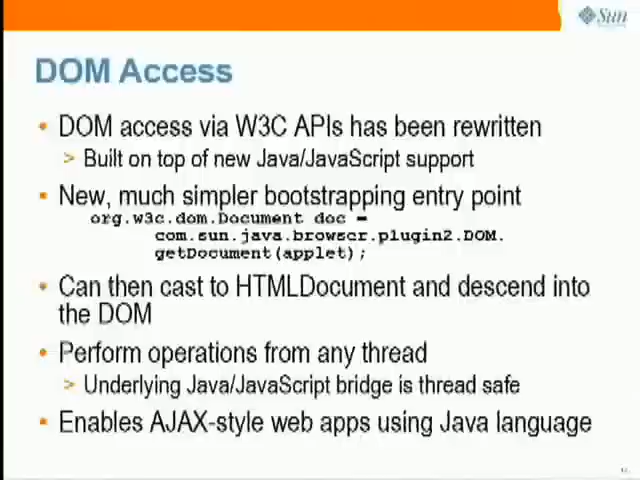 Sun
DOM Access
• DOM access via W3C APIs has been rewritten
> Built on top of new Java/JavaScript support
• New, much simpler bootstrapping entry point
org.w3c.dom.Document doc =
com.sun.java.browser.plugin2.DOM.
getDocument(applet);
• Can then cast to HTMLDocument and descend into
the DOM
• Perform operations from any thread
> Underlying Java/JavaScript bridge is thread safe
• Enables AJAX-style web apps using Java language